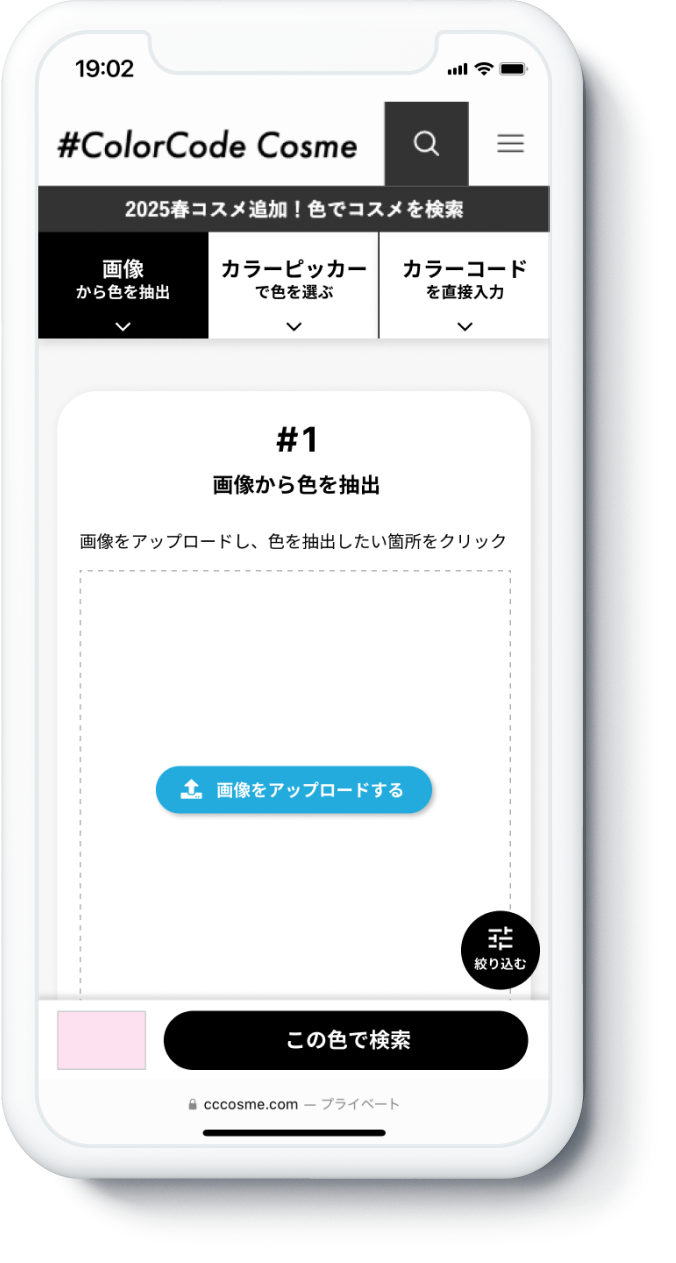 19:02
#ColorCode Cosme
2025春コスメ追加！色でコスメを検索
画像
から色を抽出
カラーピッカー
で色を選ぶ
カラーコード
を直接入力
#1
画像から色を抽出
画像をアップロードし、色を抽出したい箇所をクリック
画像をアップロードする
絞り込む
この色で検索
cccosme.com — プライベート